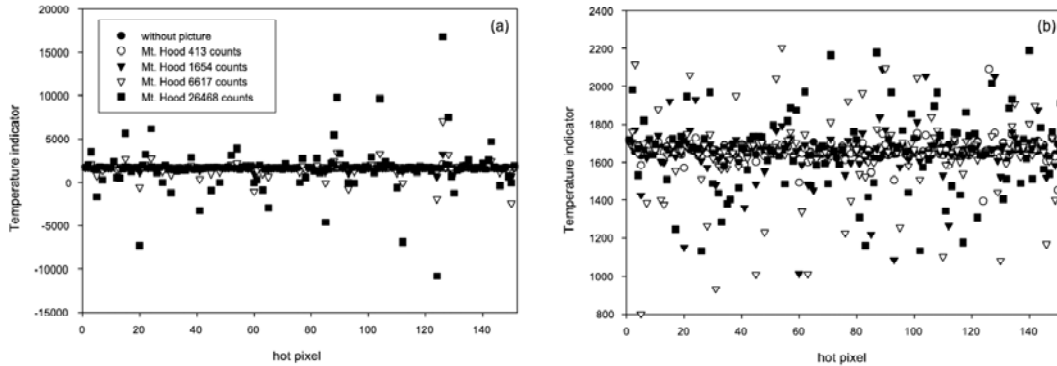 (a)
Temperature indicator
20000
15000
10000
5000
0
-5000
-10000
-15000
without picture
Mt. Hood 413 counts
Mt. Hood 1654 counts
Mt. Hood 6617 counts
Mt. Hood 26468 counts
0 20 40 60 80 100 120 140
hot pixel
(b)
Temperature indicator
2400
2200
2000
1800
1600
1400
1200
1000
800
0 20 40 60 80 100 120 140
hot pixel